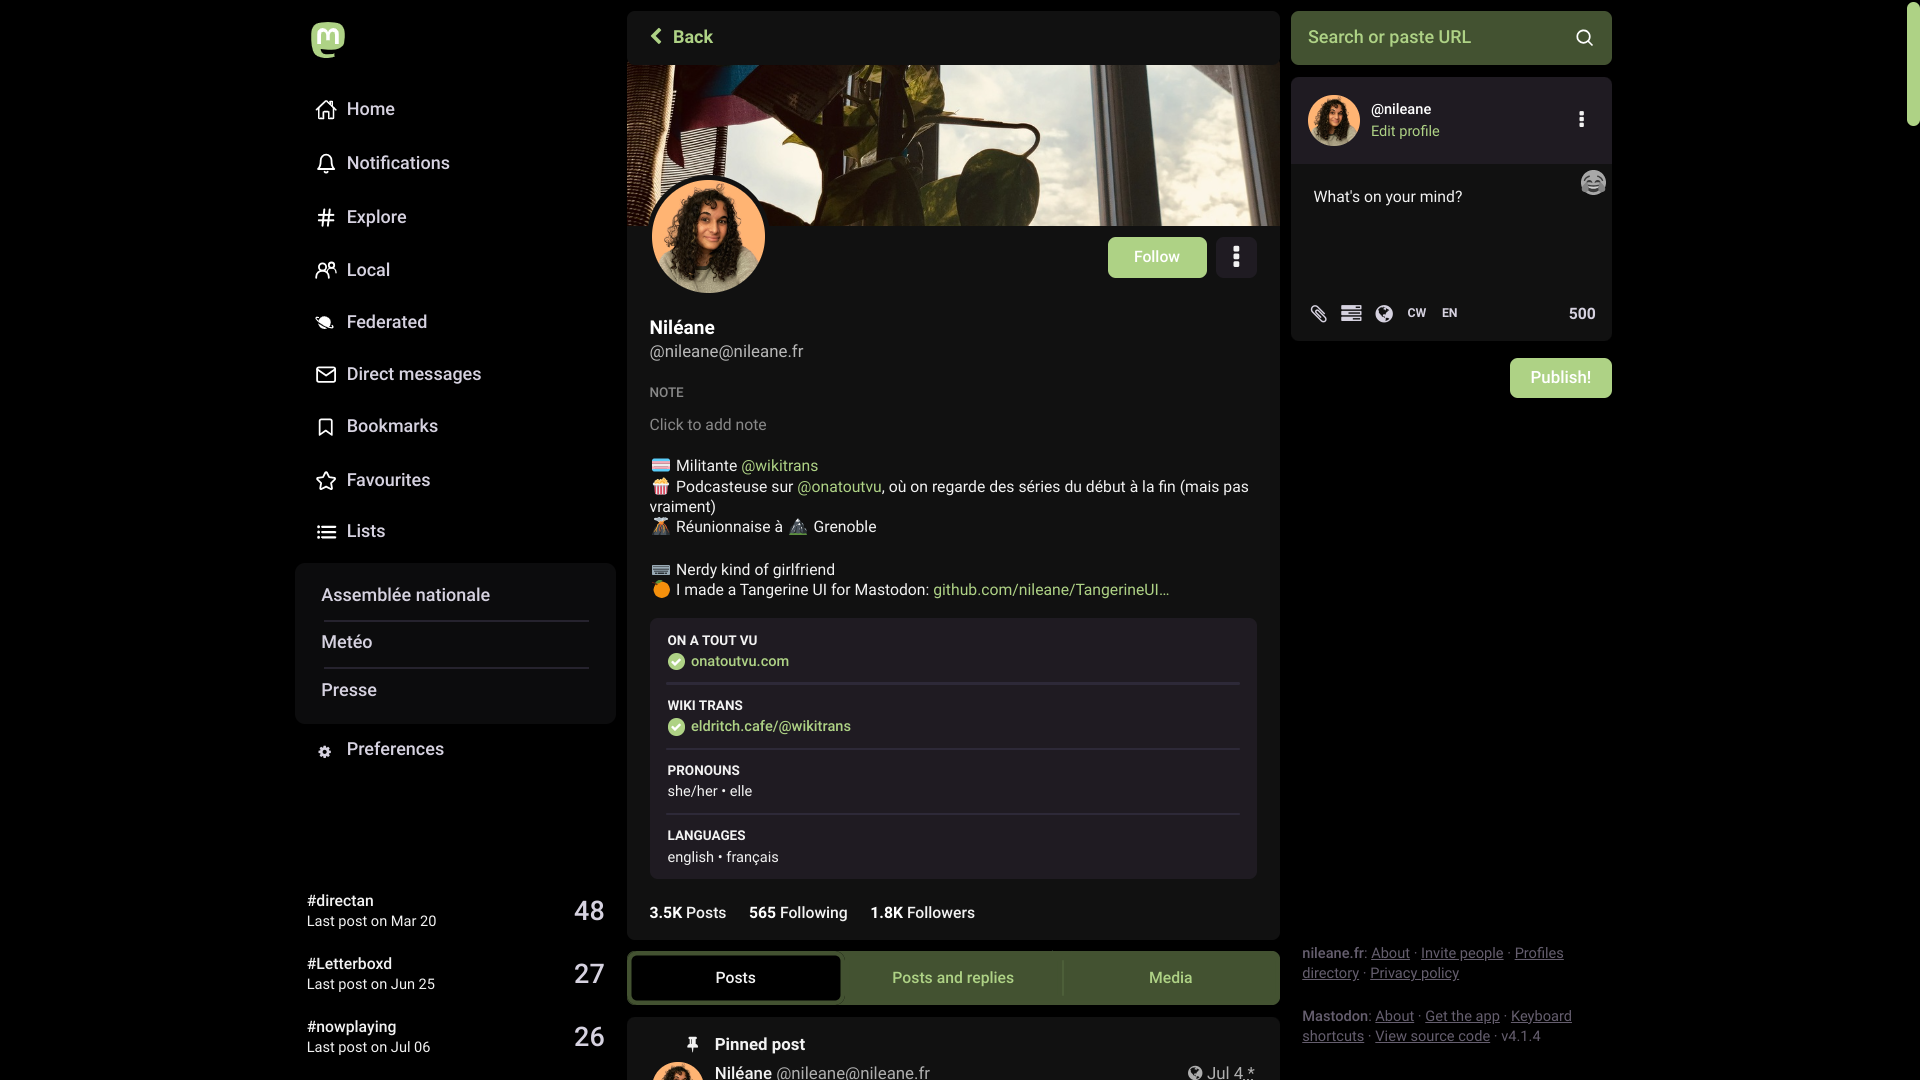 Home
Notifications
Explore
Local
Federated
Direct messages
Bookmarks
Favourites
Lists
Assemblée nationale
Metéo
Presse
Preferences
#directan
Last post on Mar 20
48
#Letterboxd
Last post on Jun 25
27
#nowplaying
Last post on Jul 06
26
Back
Follow
Niléane
@nileane@nileane.fr
NOTE
Click to add note
Militante @wikitrans
Podcasteuse sur @onatoutvu, où on regarde des séries du début à la fin (mais pas
vraiment)
Réunionnaise à Grenoble
Nerdy kind of girlfriend
I made a Tangerine UI for Mastodon: github.com/nileane/TangerineUI…
ON A TOUT VU
onatoutvu.com
WIKI TRANS
eldritch.cafe/@wikitrans
PRONOUNS
she/her • elle
LANGUAGES
english • français
3.5K Posts 565 Following 1.8K Followers
Posts
Posts and replies
Media
Pinned post
Niléane @nileane@nileane.fr
Jul 4 *
Search or paste URL
@nileane
Edit profile
What's on your mind?
CW EN 500
Publish!
nileane.fr: About · Invite people · Profiles
directory · Privacy policy
Mastodon: About · Get the app · Keyboard
shortcuts · View source code · v4.1.4